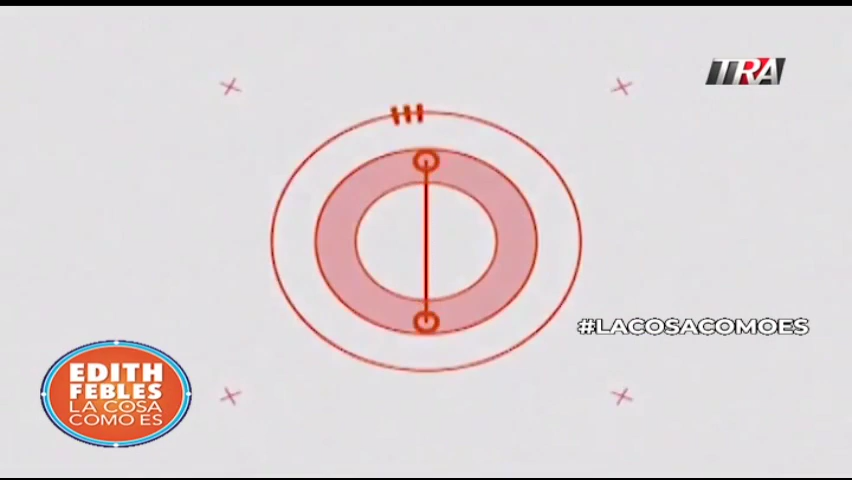 TRA
#LACOSACOMOES
EDITH
FEBLES
LA COSA
COMO ES